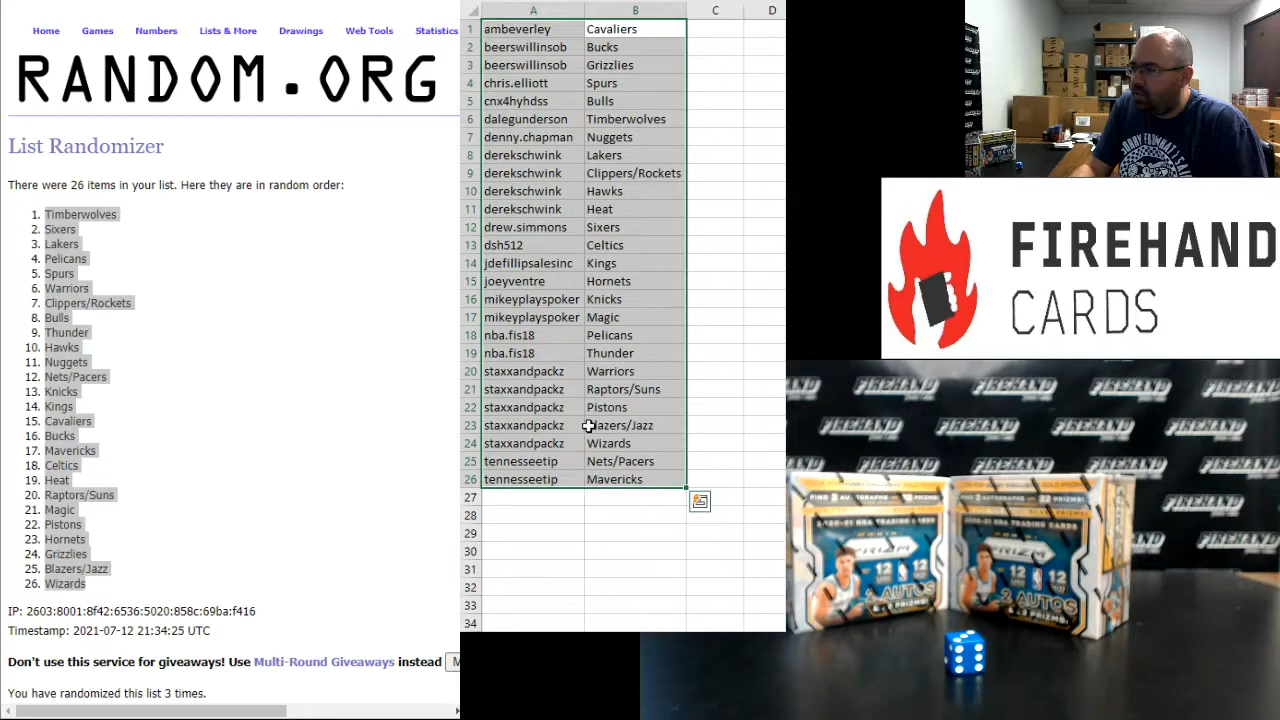 Home Games Numbers Lists & More Drawings Web Tools Statistics
RANDOM.ORG
List Randomizer
There were 26 items in your list. Here they are in random order:
1. Timberwolves
2. Sixers
3. Lakers
4. Pelicans
5. Spurs
6. Warriors
7. Clippers/Rockets
8. Bulls
9. Thunder
10. Hawks
11. Nuggets
12. Nets/Pacers
13. Knicks
14. Kings
15. Cavaliers
16. Bucks
17. Mavericks
18. Celtics
19. Heat
20. Raptors/Suns
21. Magic
22. Pistons
23. Hornets
24. Grizzlies
25. Blazers/Jazz
26. Wizards
IP: 2603:8001:8f42:6536:5020:858c:69ba:f416
Timestamp: 2021-07-12 21:34:25 UTC
Don't use this service for giveaways! Use Multi-Round Giveaways instead
You have randomized this list 3 times.
A B C D
1 ambeverley Cavaliers
2 beerswillinsob Bucks
3 beerswillinsob Grizzlies
4 chris.elliott Spurs
5 cnx4hyhdss Bulls
6 dalegunderson Timberwolves
7 denny.chapman Nuggets
8 derekschwink Lakers
9 derekschwink Clippers/Rockets
10 derekschwink Hawks
11 derekschwink Heat
12 drew.simmons Sixers
13 dsh512 Celtics
14 jdefillipsalesinc Kings
15 joeyventre Hornets
16 mikeyplayspoker Knicks
17 mikeyplayspoker Magic
18 nba.fis18 Pelicans
19 nba.fis18 Thunder
20 staxxandpackz Warriors
21 staxxandpackz Raptors/Suns
22 staxxandpackz Pistons
23 staxxandpackz lazers/Jazz
24 staxxandpackz Wizards
25 tennesseetip Nets/Pacers
26 tennesseetip Mavericks
27
28
29
30
31
32
33
34
FIREHAND
CARDS
FIREHAND
FIREHAND
FIREHAND
PRIZM
12
2 AUTOS